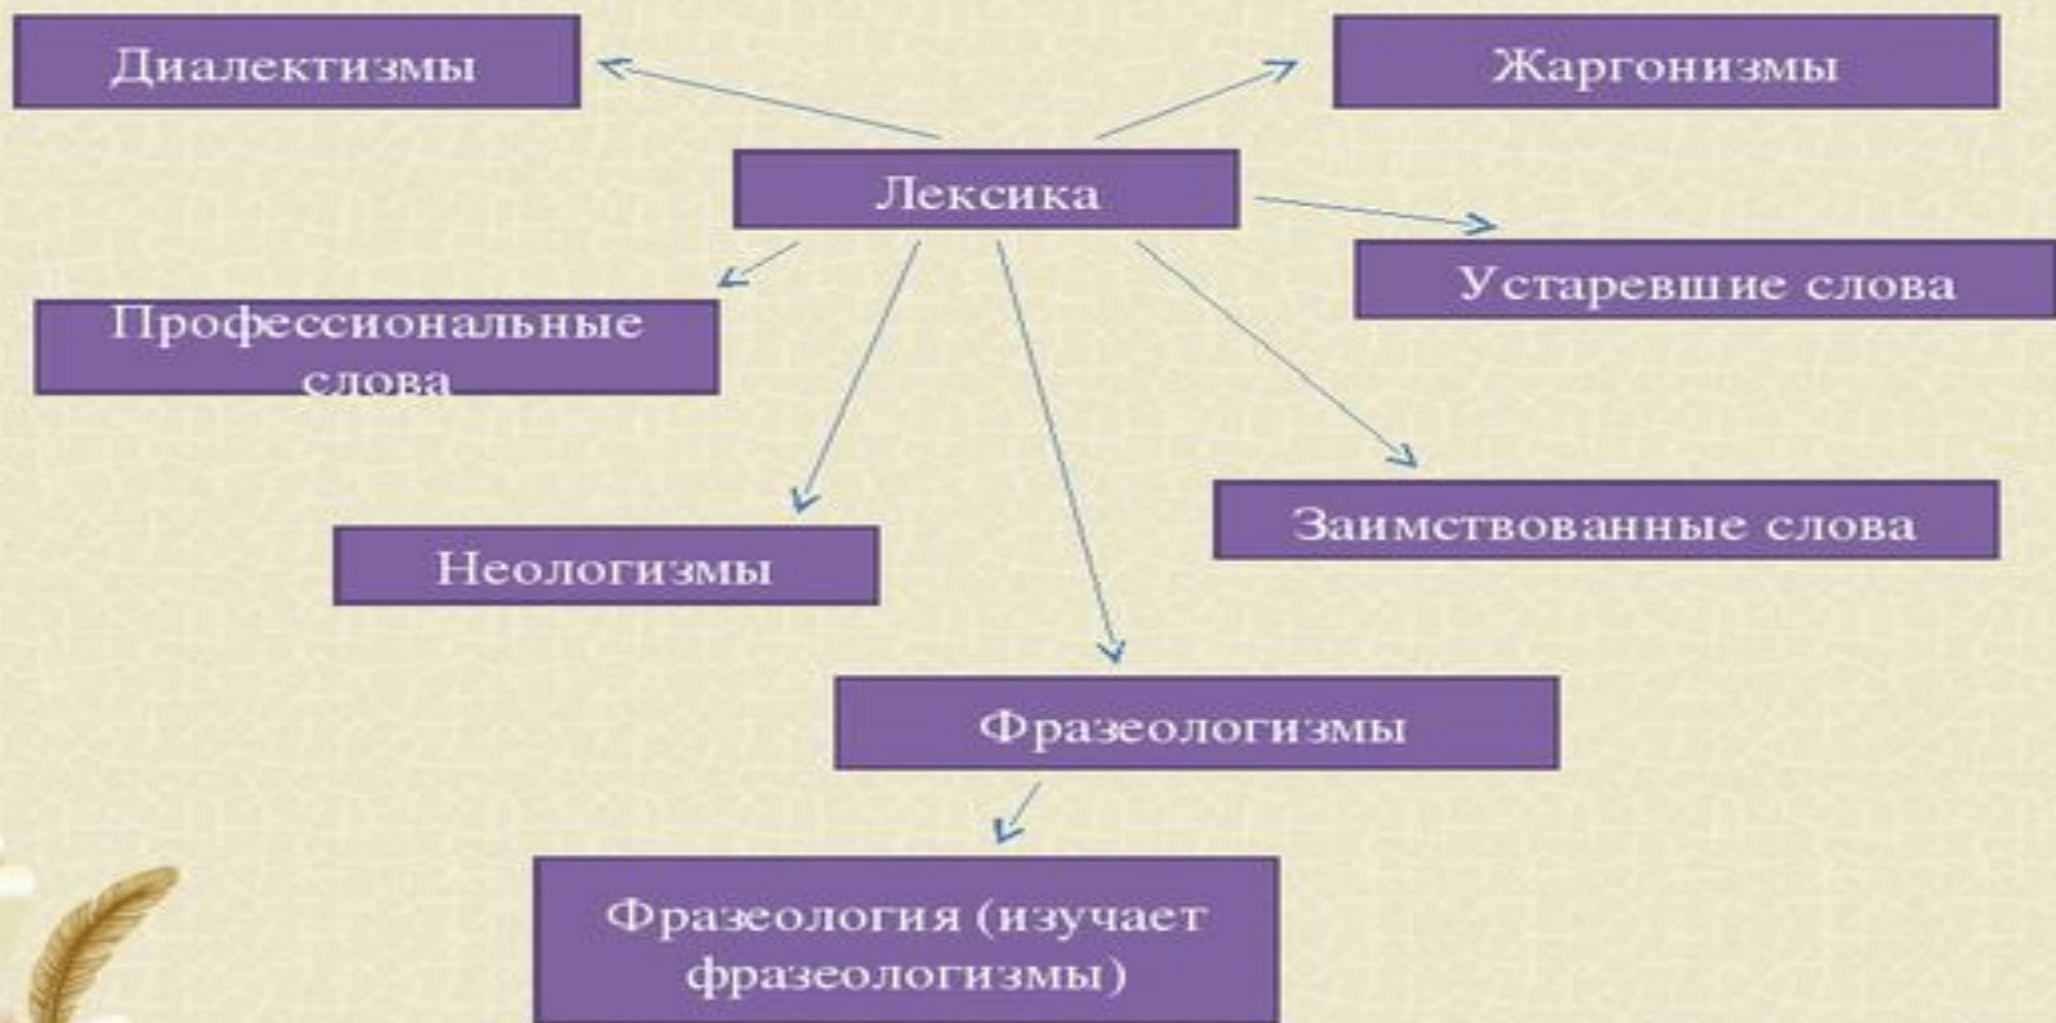 Диалектизмы
Жаргонизмы
Лексика
Устаревшие слова
Профессиональные
слова
Заимствованные слова
Неологизмы
Фразеологизмы
Фразеология (изучает
фразеологизмы)